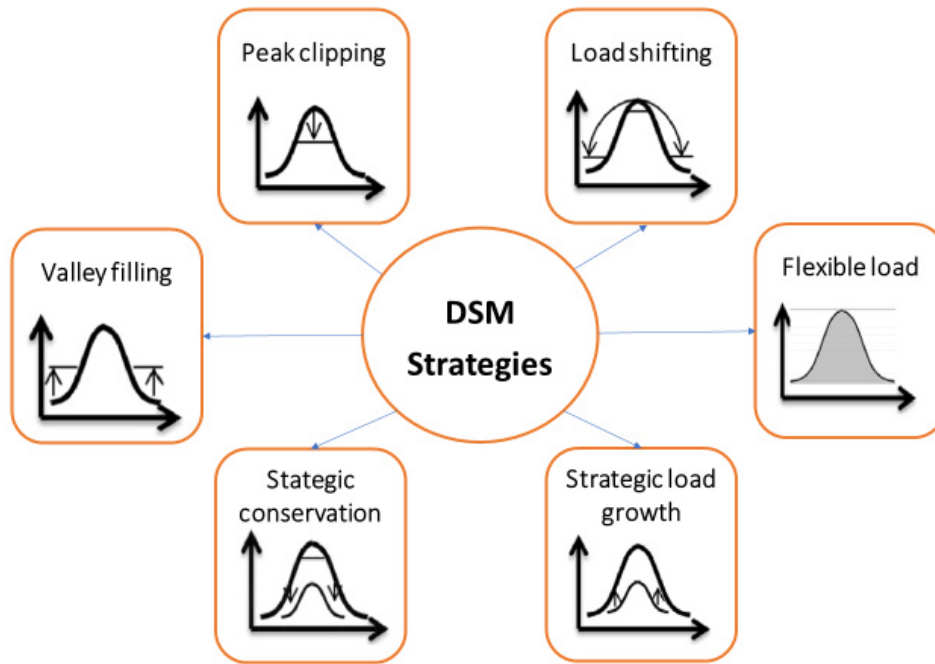 Peak clipping
Load shifting
Valley filling
DSM
Strategies
Flexible load
Stategic
conservation
Strategic load
growth